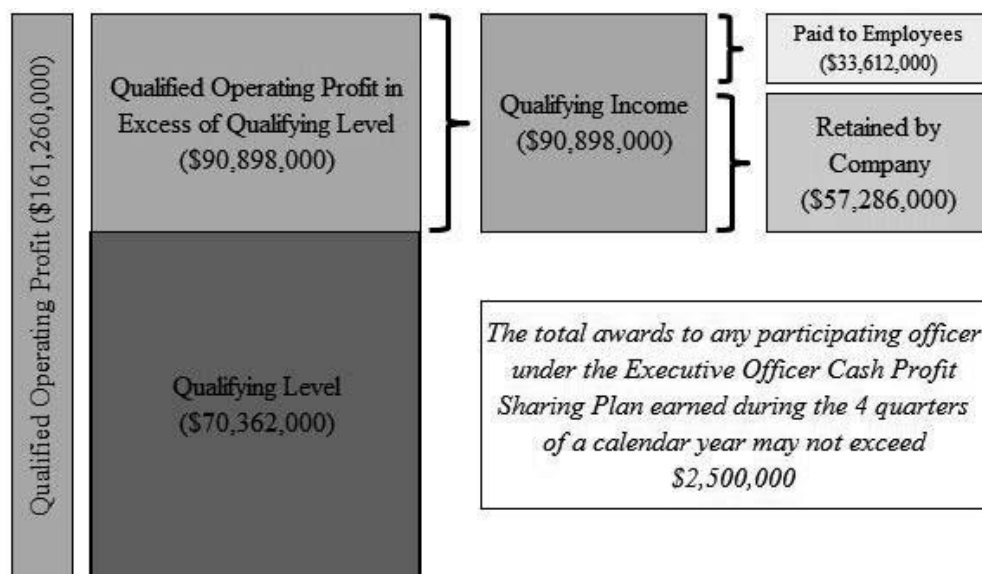 Qualified Operating Profit ($161,260,000)
Qualified Operating Profit in
Excess of Qualifying Level
($90,898,000)
Qualifying Level
($70,362,000)
Qualifying Income
($90,898,000)
Paid to Employees
($33,612,000)
Retained by
Company
($57,286,000)
The total awards to any participating officer
under the Executive Officer Cash Profit
Sharing Plan earned during the 4 quarters
of a calendar year may not exceed
$2,500,000